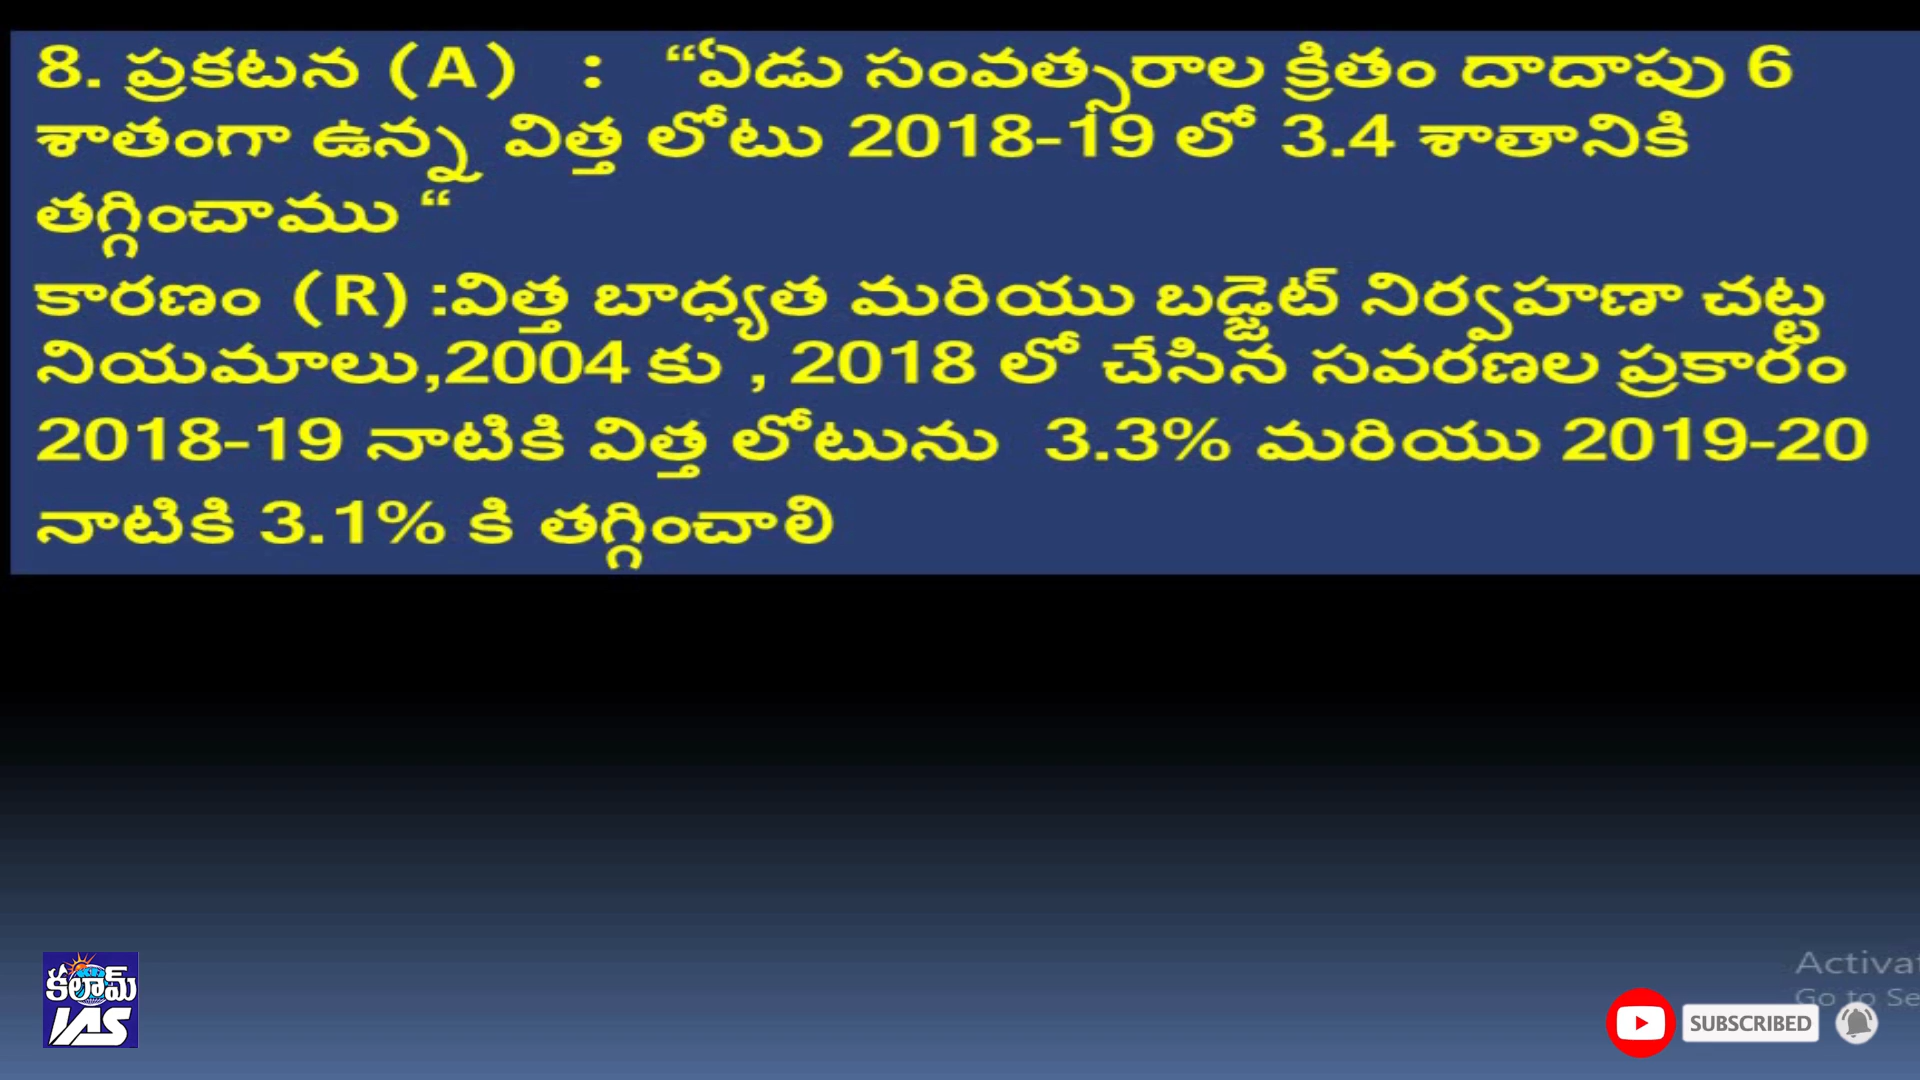 8. ప్రకటన (A) : “ఏడు సంవత్సరాల క్రితం దాదాపు 6
శాతంగా ఉన్న విత్త లోటు 2018-19 లో 3.4 శాతానికి
తగ్గించాము “
కారణం (R) :విత్త బాధ్యత మరియు బడ్జెట్ నిర్వహణా చట్ట
నియమాలు,2004 కు , 2018 లో చేసిన సవరణల ప్రకారం
2018-19 నాటికి విత్త లోటును 3.3% మరియు 2019-20
నాటికి 3.1% కి తగ్గించాలి
కలామ్
IAS
Go to
SUBSCRIBED